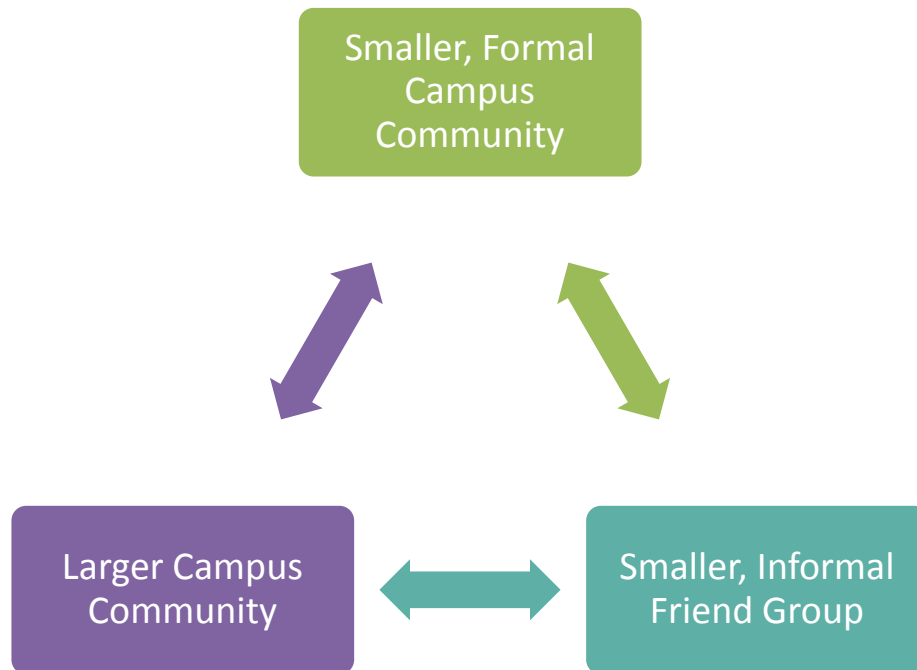 Smaller, Formal
Campus
Community
Larger Campus
Community
Smaller, Informal
Friend Group